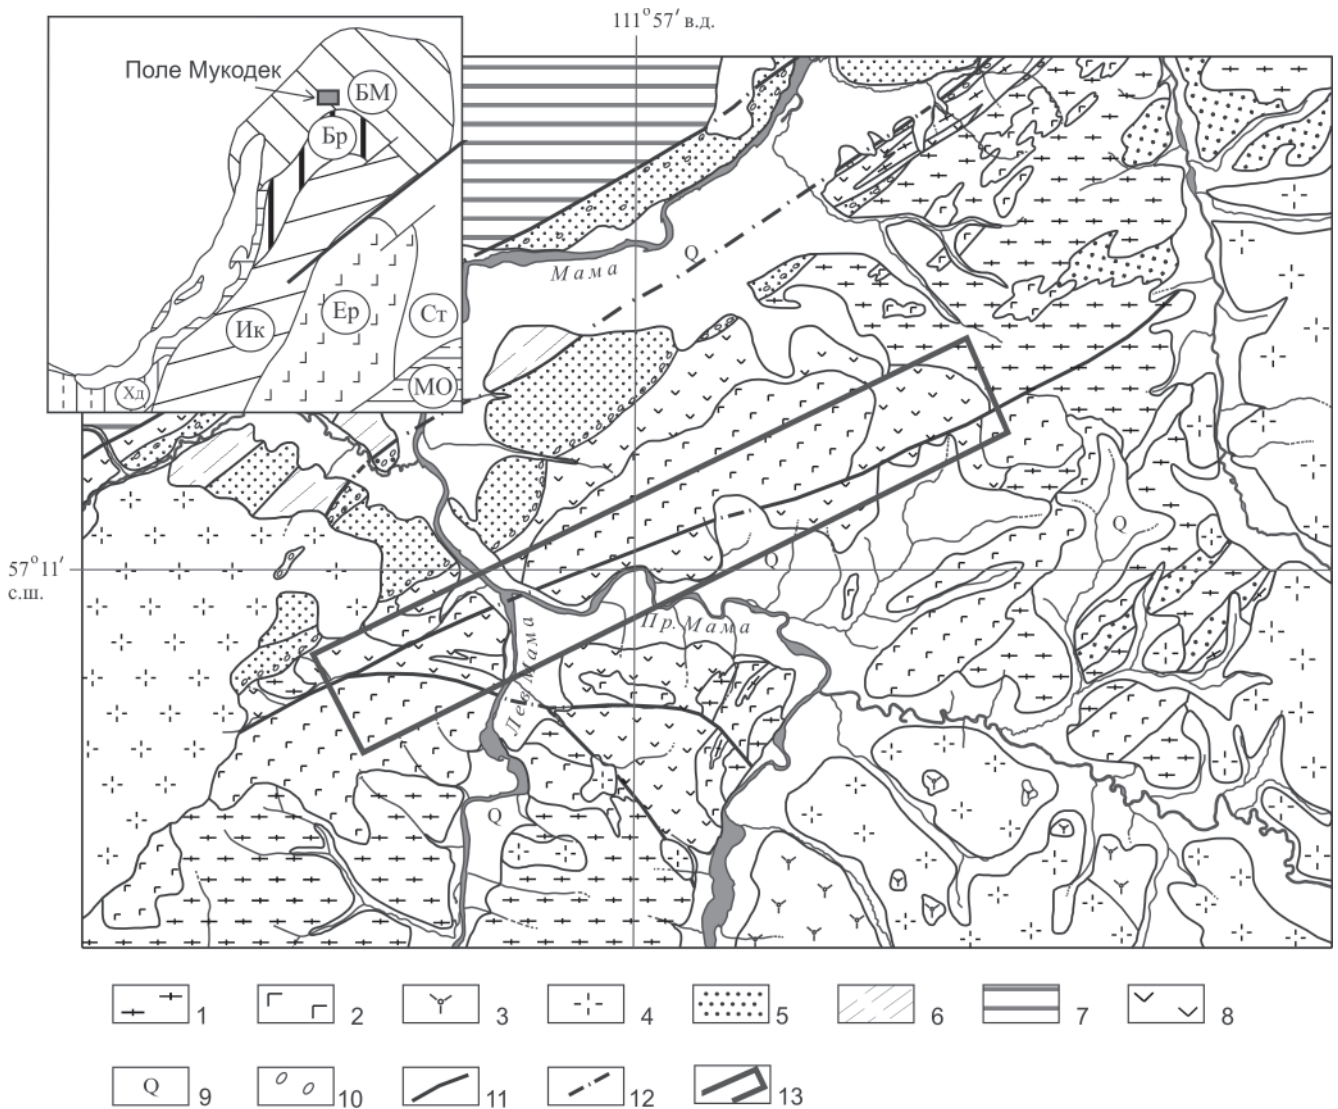 111° 57′ в.д.
Поле Мукодек
БМ
Бр
Ер
Ст
Ик
МО
Хд
Мама
Q
57° 11′
с.ш.
Q
Q
Пр. Мама
Лев. Мама
Q
1
2
3
4
5
6
7
8
Q
9
10
11
12
13